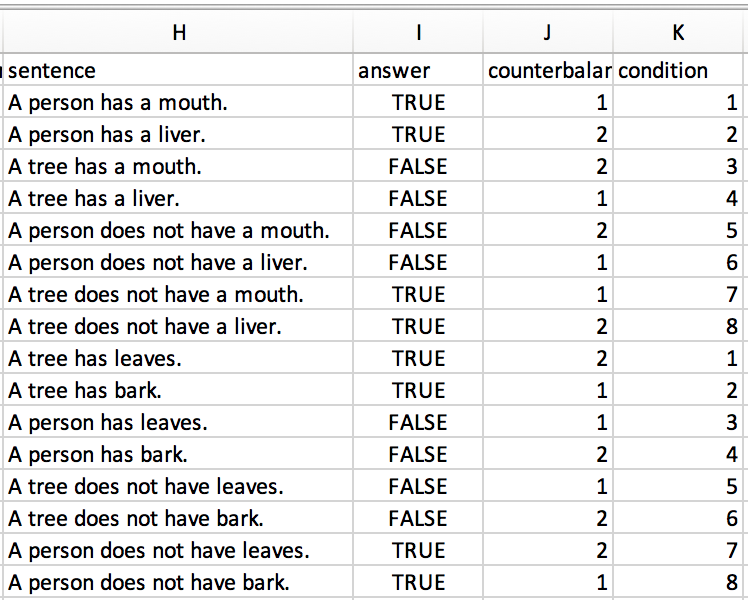 H I J K
sentence answer counterbalar condition
A person has a mouth. TRUE 1 1
A person has a liver. TRUE 2 2
A tree has a mouth. FALSE 2 3
A tree has a liver. FALSE 1 4
A person does not have a mouth. FALSE 2 5
A person does not have a liver. FALSE 1 6
A tree does not have a mouth. TRUE 1 7
A tree does not have a liver. TRUE 2 8
A tree has leaves. TRUE 2 1
A tree has bark. TRUE 1 2
A person has leaves. FALSE 1 3
A person has bark. FALSE 2 4
A tree does not have leaves. FALSE 1 5
A tree does not have bark. FALSE 2 6
A person does not have leaves. TRUE 2 7
A person does not have bark. TRUE 1 8